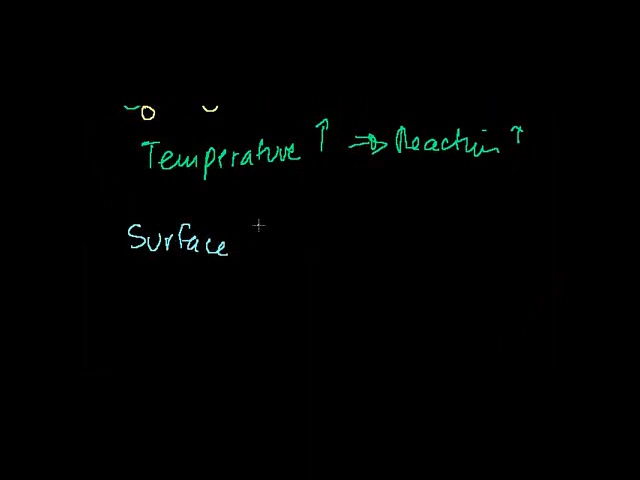 Temperature ↑ ⇒ Reaction ↑
Surface